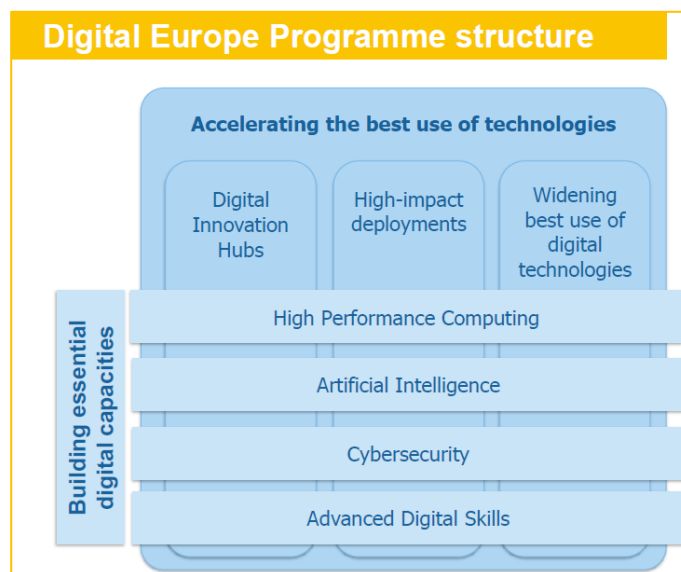 Digital Europe Programme structure
Accelerating the best use of technologies
Digital
Innovation
Hubs
High-impact
deployments
Widening
best use of
digital
technologies
Building essential
digital capacities
High Performance Computing
Artificial Intelligence
Cybersecurity
Advanced Digital Skills